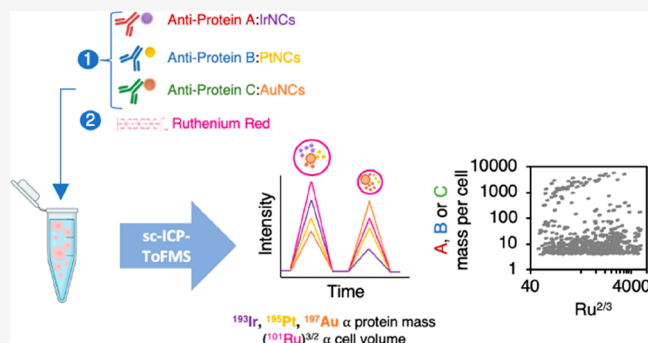 1
Anti-Protein A:IrNCs
Anti-Protein B:PtNCs
Anti-Protein C:AuNCs
2
Ruthenium Red
sc-ICP-
ToFMS
Intensity
Time
A, B or C
mass per cell
10000
1000
100
10
1
40
4000
Ru2/3
193Ir, 195Pt, 197Au α protein mass
(101Ru)3/2 α cell volume